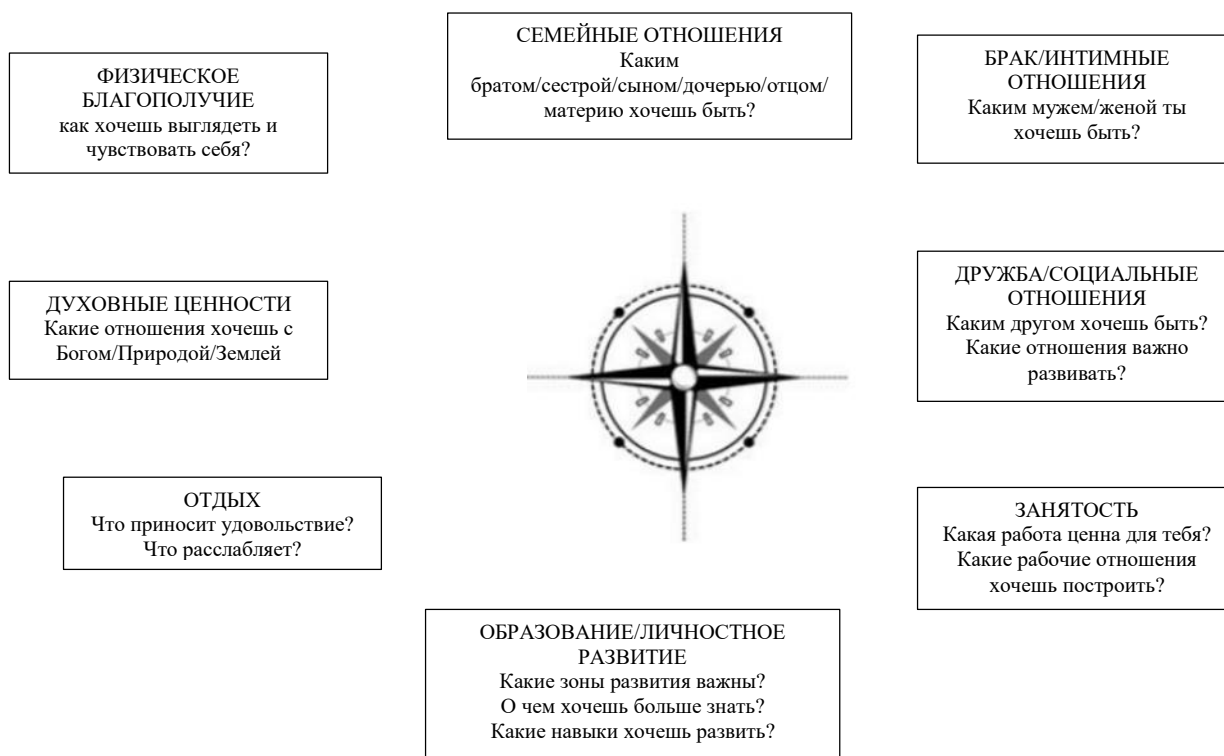 СЕМЕЙНЫЕ ОТНОШЕНИЯ
Каким
братом/сестрой/сыном/дочерью/отцом/
материю хочешь быть?
ФИЗИЧЕСКОЕ
БЛАГОПОЛУЧИЕ
как хочешь выглядеть и
чувствовать себя?
БРАК/ИНТИМНЫЕ
ОТНОШЕНИЯ
Каким мужем/женой ты
хочешь быть?
ДУХОВНЫЕ ЦЕННОСТИ
Какие отношения хочешь с
Богом/Природой/Землей
ДРУЖБА/СОЦИАЛЬНЫЕ
ОТНОШЕНИЯ
Каким другом хочешь быть?
Какие отношения важно
развивать?
ОТДЫХ
Что приносит удовольствие?
Что расслабляет?
ЗАНЯТОСТЬ
Какая работа ценна для тебя?
Какие рабочие отношения
хочешь построить?
ОБРАЗОВАНИЕ/ЛИЧНОСТНОЕ
РАЗВИТИЕ
Какие зоны развития важны?
О чем хочешь больше знать?
Какие навыки хочешь развить?